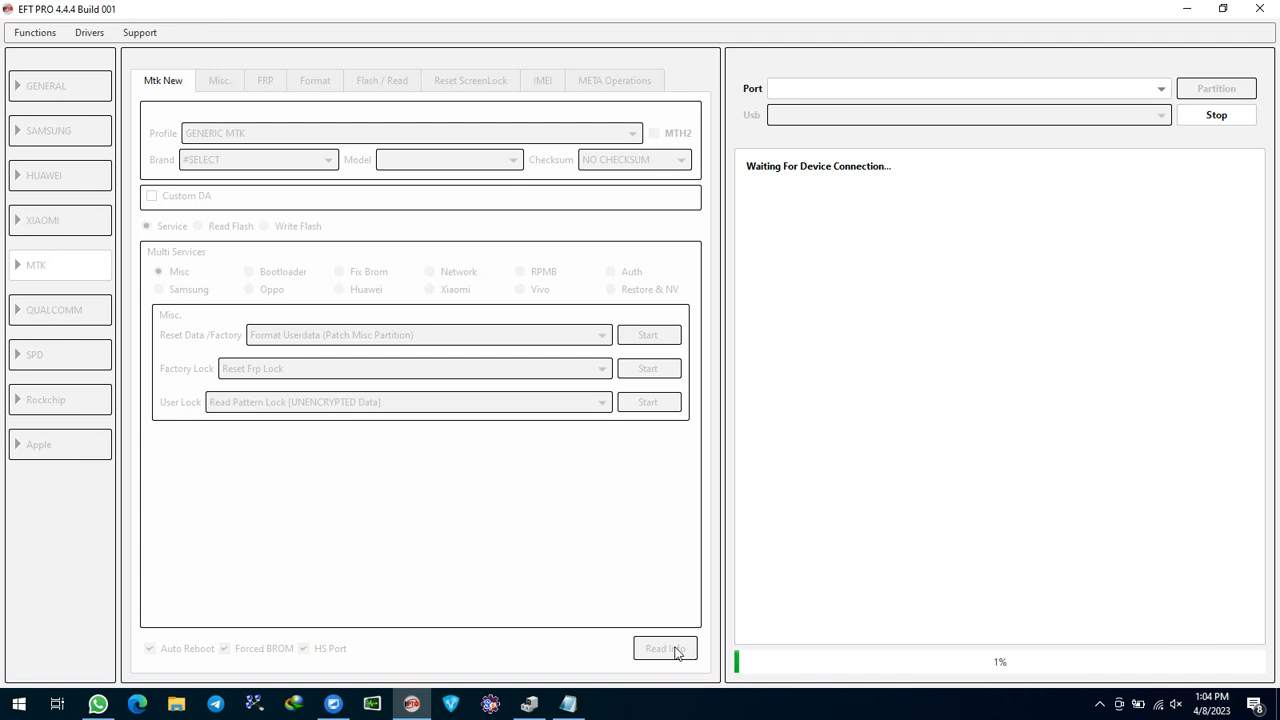 EFT PRO 4.4.4 Build 001
Functions Drivers Support
GENERAL
SAMSUNG
HUAWEI
XIAOMI
MTK
QUALCOMM
SPD
Rockchip
Apple
Mtk New Misc. FRP Format Flash / Read Reset ScreenLock IMEI META Operations
Profile GENERIC MTK MTH2
Brand #SELECT Model Checksum NO CHECKSUM
Custom DA
Service Read Flash Write Flash
Multi Services
Misc Bootloader Fix Brom Network RPMB Auth
Samsung Oppo Huawei Xiaomi Vivo Restore & NV
Misc.
Reset Data /Factory Format Userdata (Patch Misc Partition) Start
Factory Lock Reset Frp Lock Start
User Lock Read Pattern Lock [UNENCRYPTED Data] Start
Auto Reboot Forced BROM HS Port Read Info
Port Partition
Usb Stop
Waiting For Device Connection...
1%
1:04 PM
4/8/2023
8